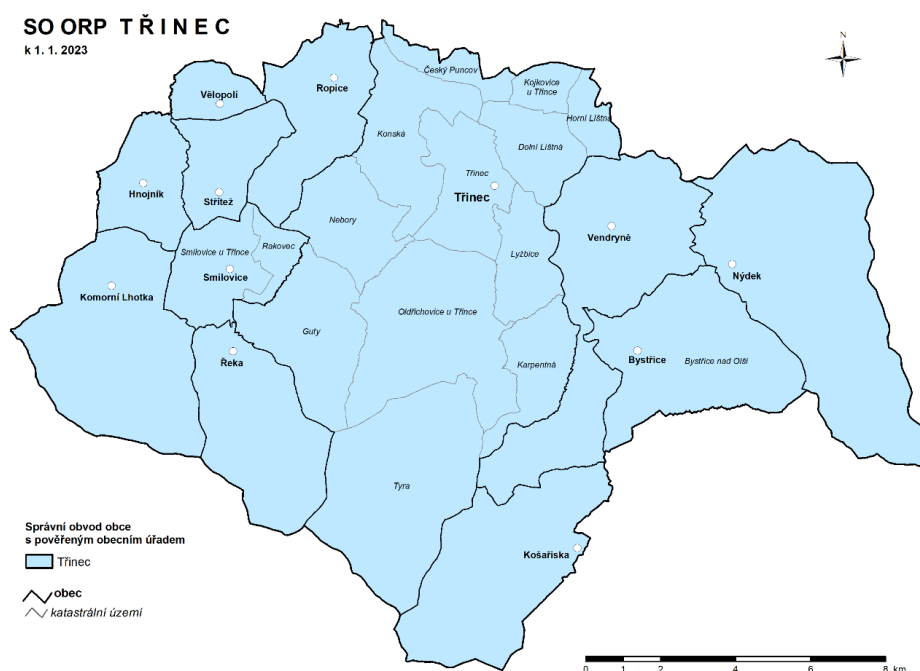 SO ORP TŘINEC
k 1. 1. 2023
N
Český Puncov
Vělopolí
Ropice
Kojkovice
u Třince
Horní Lištná
Konská
Dolní Lištná
Třinec
Hnojník
Střítež
Třinec
Nebory
Vendryně
Smilovice u Třince
Rakovec
Lyžbice
Smilovice
Nýdek
Komorní Lhotka
Oldřichovice u Třince
Guty
Řeka
Karpentná
Bystřice
Bystřice nad Olší
Tyra
Košařiska
Správní obvod obce
s pověřeným obecním úřadem
Třinec
obec
katastrální území
0 1 2 4 6 8 km